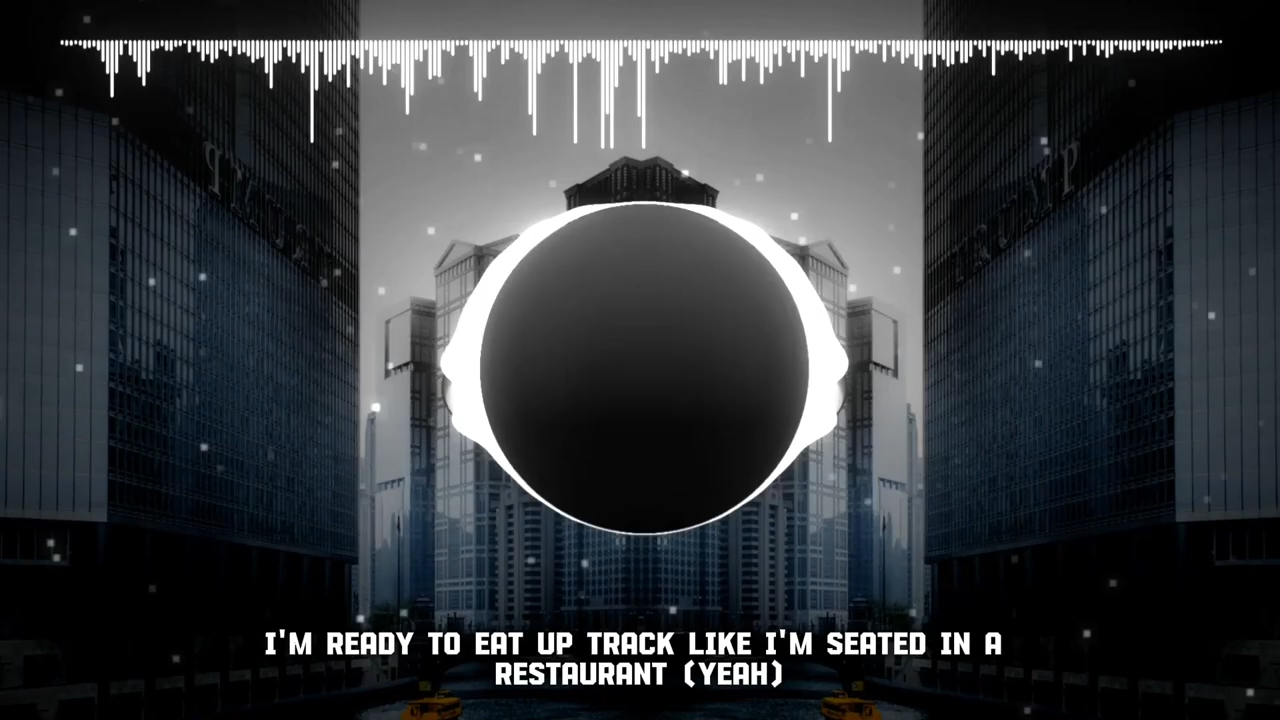 I'M READY TO EAT UP TRACK LIKE I'M SEATED IN A
RESTAURANT (YEAH)